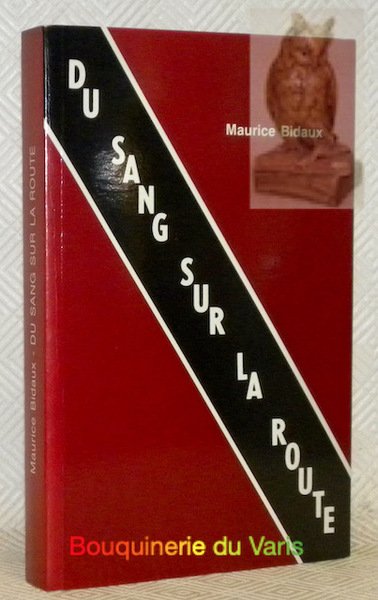 Maurice Bidaux
DU SANG SUR LA ROUTE
Maurice Bidaux - DU SANG SUR LA ROUTE
Bouquinerie du Varis